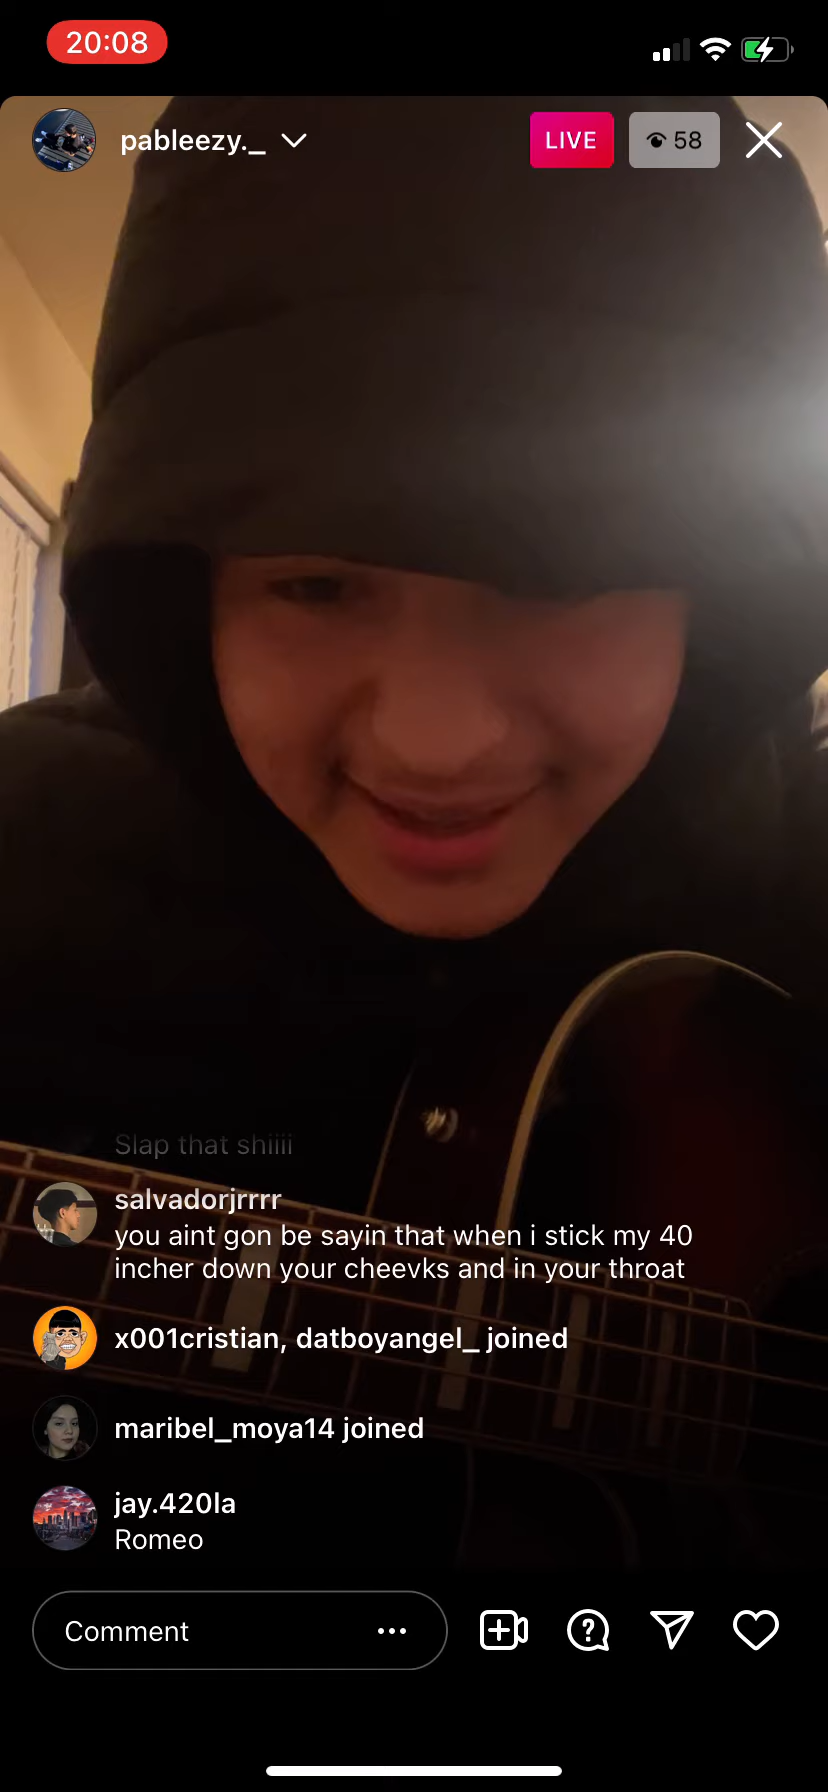 20:08
pableezy._
LIVE
58
Slap that shiiii
salvadorjrrrr
you aint gon be sayin that when i stick my 40
incher down your cheevks and in your throat
x001cristian, datboyangel_ joined
maribel_moya14 joined
jay.420la
Romeo
Comment